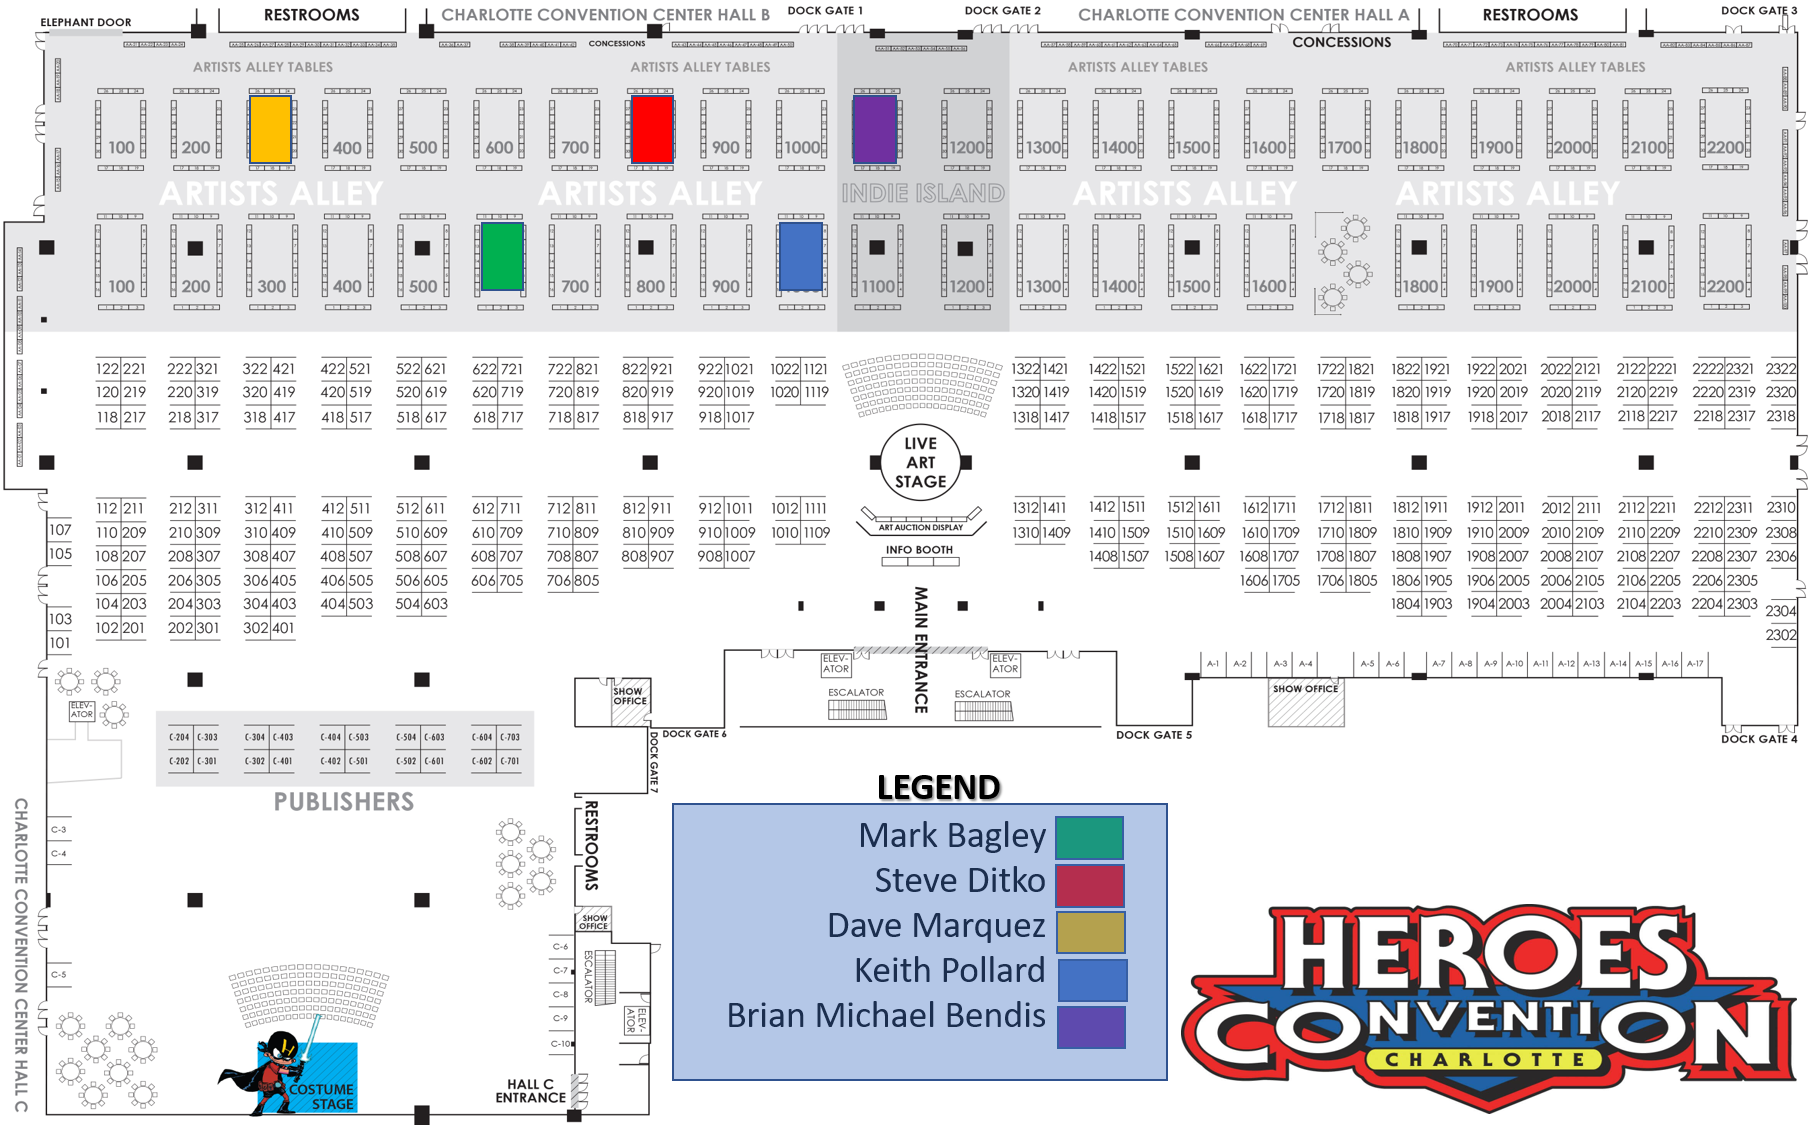 ELEPHANT DOOR
RESTROOMS
CHARLOTTE CONVENTION CENTER HALL B
DOCK GATE 1
DOCK GATE 2
CHARLOTTE CONVENTION CENTER HALL A
RESTROOMS
DOCK GATE 3
CONCESSIONS
CONCESSIONS
ARTISTS ALLEY TABLES
ARTISTS ALLEY TABLES
ARTISTS ALLEY TABLES
ARTISTS ALLEY TABLES
100 200 400 500 600 700 900 1000 1200 1300 1400 1500 1600 1700 1800 1900 2000 2100 2200
ARTISTS ALLEY
ARTISTS ALLEY
INDIE ISLAND
ARTISTS ALLEY
ARTISTS ALLEY
100 200 300 400 500 700 800 900 1100 1200 1300 1400 1500 1600 1800 1900 2000 2100 2200
122 221 222 321 322 421 422 521 522 621 622 721 722 821 822 921 922 1021 1022 1121 1322 1421 1422 1521 1522 1621 1622 1721 1722 1821 1822 1921 1922 2021 2022 2121 2122 2221 2222 2321 2322
120 219 220 319 320 419 420 519 520 619 620 719 720 819 820 919 920 1019 1020 1119 1320 1419 1420 1519 1520 1619 1620 1719 1720 1819 1820 1919 1920 2019 2020 2119 2120 2219 2220 2319 2320
118 217 218 317 318 417 418 517 518 617 618 717 718 817 818 917 918 1017 1318 1417 1418 1517 1518 1617 1618 1717 1718 1817 1818 1917 1918 2017 2018 2117 2118 2217 2218 2317 2318
LIVE
ART
STAGE
112 211 212 311 312 411 412 511 512 611 612 711 712 811 812 911 912 1011 1012 1111 1312 1411 1412 1511 1512 1611 1612 1711 1712 1811 1812 1911 1912 2011 2012 2111 2112 2211 2212 2311 2310
107 110 209 210 309 310 409 410 509 510 609 610 709 710 809 810 909 910 1009 1010 1109 1310 1409 1410 1509 1510 1609 1610 1709 1710 1809 1810 1909 1910 2009 2010 2109 2110 2209 2210 2309 2308
ART AUCTION DISPLAY
INFO BOOTH
105 108 207 208 307 308 407 408 507 508 607 608 707 708 807 808 907 908 1007 1408 1507 1508 1607 1608 1707 1708 1807 1808 1907 1908 2007 2008 2107 2108 2207 2208 2307 2306
106 205 206 305 306 405 406 505 506 605 606 705 706 805 1606 1705 1706 1805 1806 1905 1906 2005 2006 2105 2106 2205 2206 2305
103 104 203 204 303 304 403 404 503 504 603 1804 1903 1904 2003 2004 2103 2104 2203 2204 2303 2304
101 102 201 202 301 302 401 2302
MAIN ENTRANCE
ELEV-
ATOR
ELEV-
ATOR
A-1 A-2 A-3 A-4 A-5 A-6 A-7 A-8 A-9 A-10 A-11 A-12 A-13 A-14 A-15 A-16 A-17
SHOW
OFFICE
ESCALATOR
ESCALATOR
SHOW OFFICE
ELEV-
ATOR
DOCK GATE 6
DOCK GATE 5
DOCK GATE 4
DOCK GATE 7
C-204 C-303 C-304 C-403 C-404 C-503 C-504 C-603 C-604 C-703
C-202 C-301 C-302 C-401 C-402 C-501 C-502 C-601 C-602 C-701
PUBLISHERS
CHARLOTTE CONVENTION CENTER HALL C
C-3
C-4
RESTROOMS
SHOW
OFFICE
C-5
C-6
C-7
C-8
C-9
C-10
ESCALATOR
ELEV-
ATOR
COSTUME
STAGE
HALL C
ENTRANCE
LEGEND
Mark Bagley
Steve Ditko
Dave Marquez
Keith Pollard
Brian Michael Bendis
HEROES
CONVENTION
CHARLOTTE